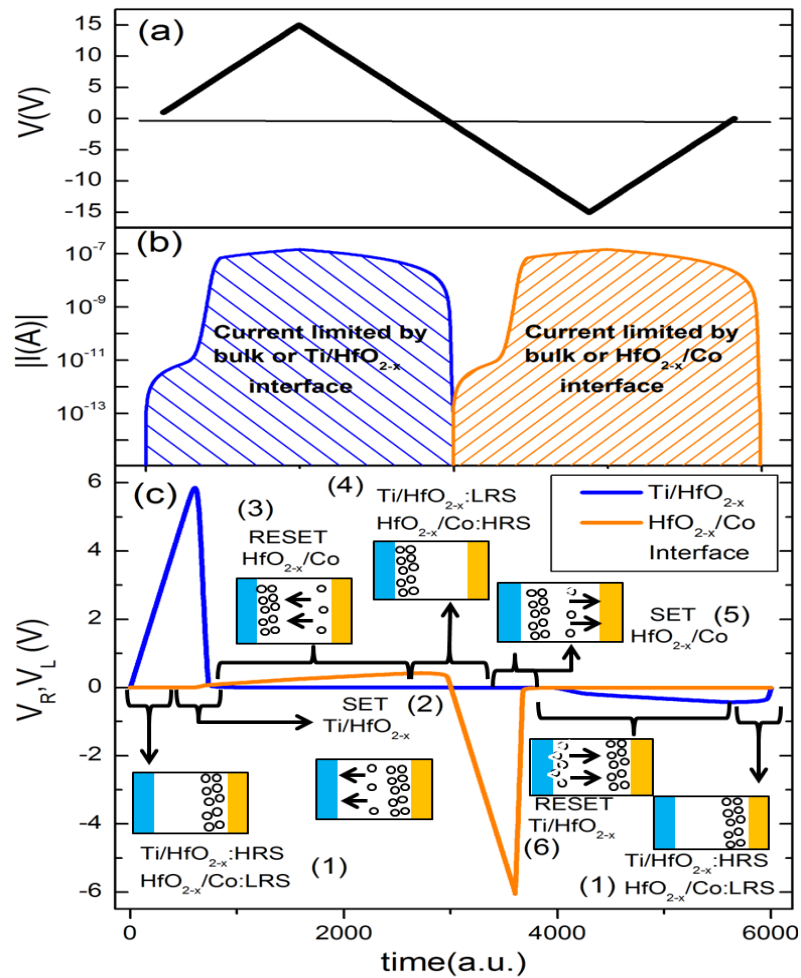 (a)
V(V)
15
10
5
0
-5
-10
-15
(b)
||(A)|
10⁻⁷
10⁻⁹
10⁻¹¹
10⁻¹³
Current limited by
bulk or Ti/HfO₂₋ₓ
interface
Current limited by
bulk or HfO₂₋ₓ/Co
interface
(c)
V_R, V_L (V)
6
4
2
0
-2
-4
-6
Ti/HfO₂₋ₓ
HfO₂₋ₓ/Co
Interface
(3)
RESET
HfO₂₋ₓ/Co
(4)
Ti/HfO₂₋ₓ:LRS
HfO₂₋ₓ/Co:HRS
SET (5)
HfO₂₋ₓ/Co
SET (2)
Ti/HfO₂₋ₓ
Ti/HfO₂₋ₓ:HRS
HfO₂₋ₓ/Co:LRS
(1)
RESET
Ti/HfO₂₋ₓ
(6)
(1)
Ti/HfO₂₋ₓ:HRS
HfO₂₋ₓ/Co:LRS
0 2000 4000 6000
time(a.u.)